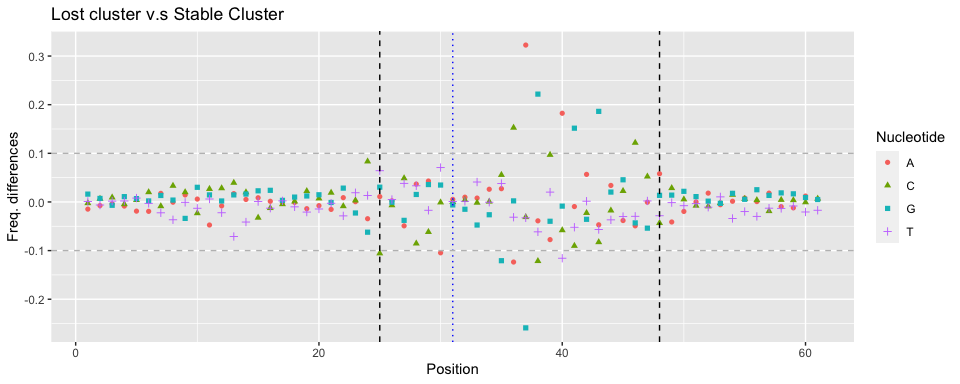 Lost cluster v.s Stable Cluster
Freq. differences
0.3
0.2
0.1
0.0
-0.1
-0.2
0
20
40
60
Position
Nucleotide
A
C
G
T